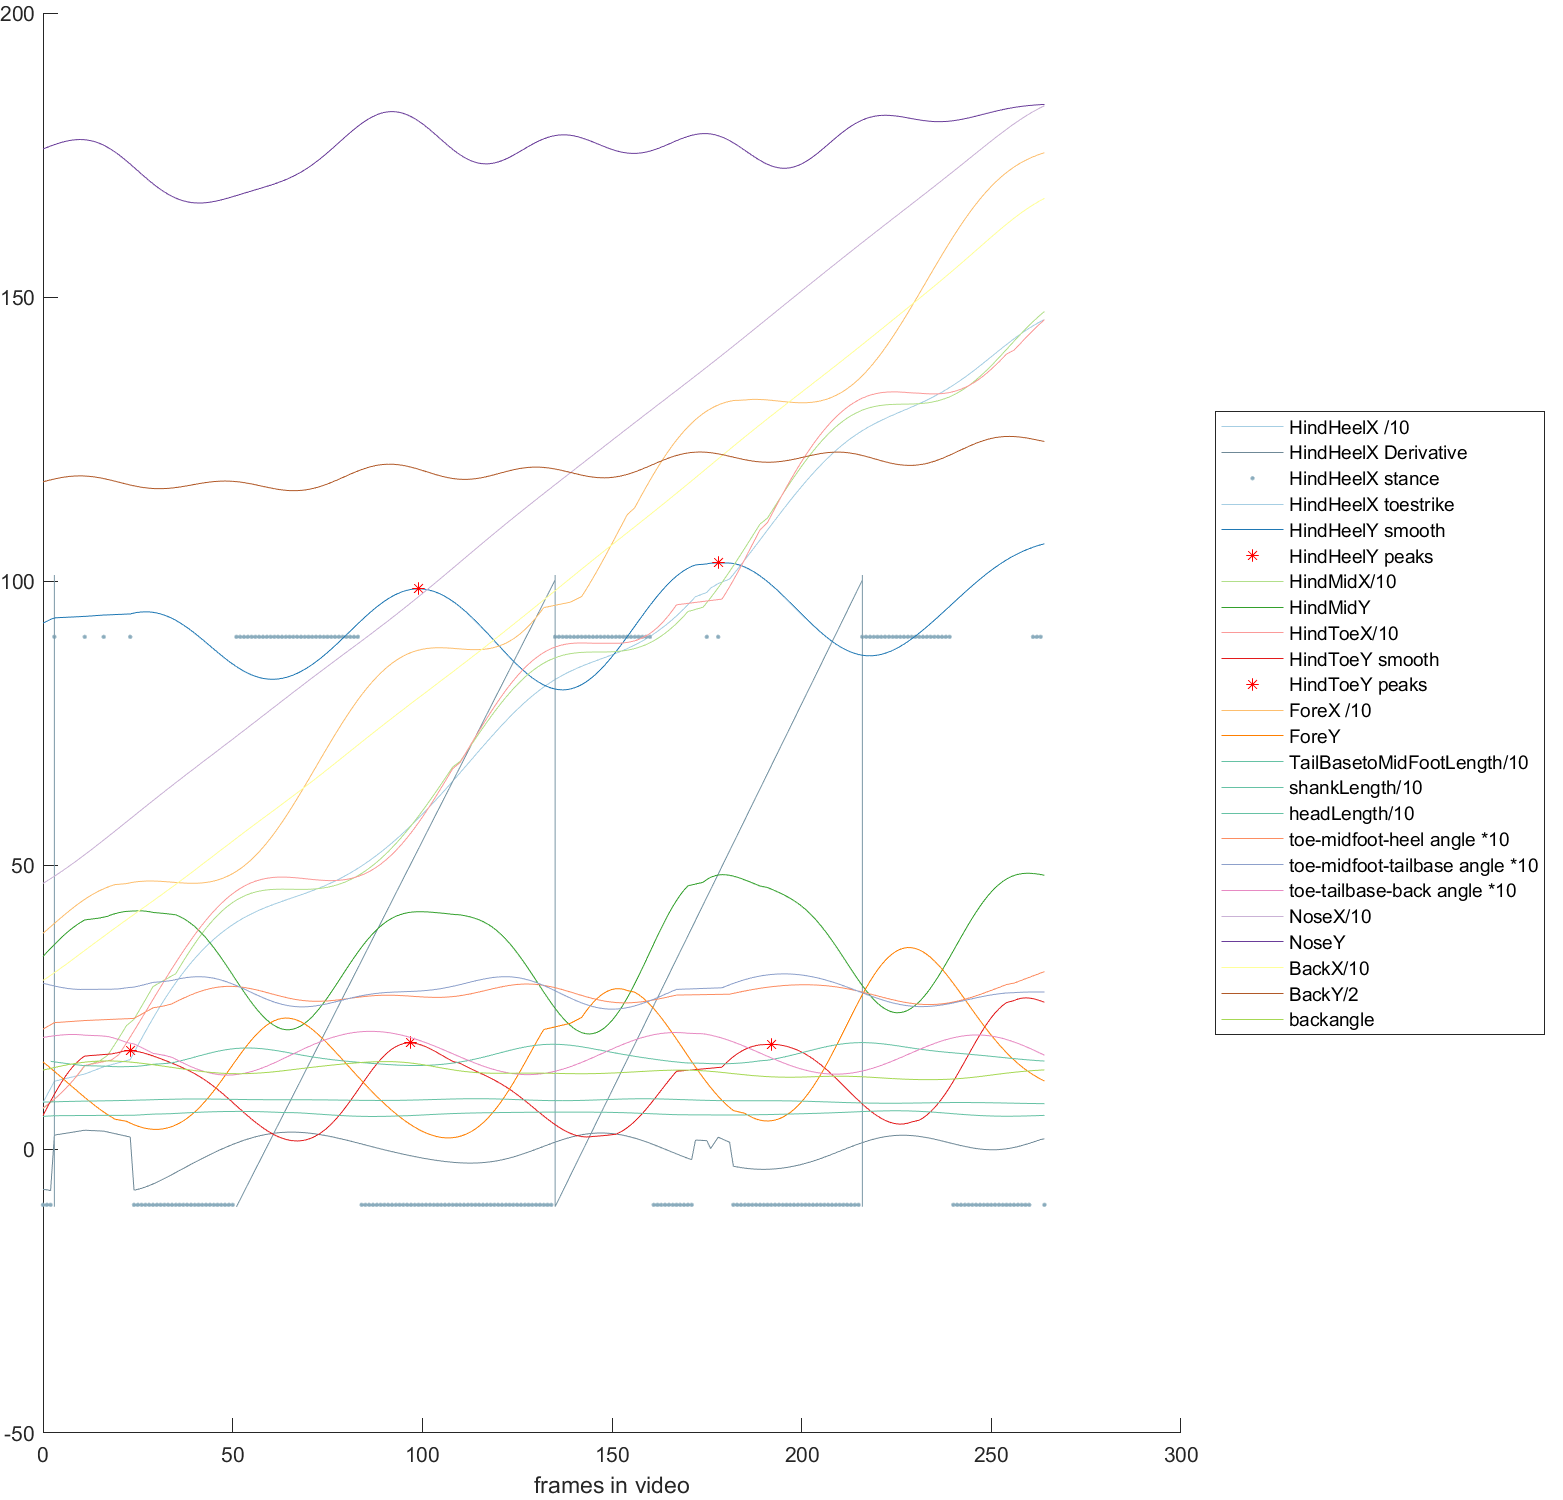 200
150
100
50
0
-50
0 50 100 150 200 250 300
frames in video
HindHeelX /10
HindHeelX Derivative
HindHeelX stance
HindHeelX toestrike
HindHeelY smooth
HindHeelY peaks
HindMidX/10
HindMidY
HindToeX/10
HindToeY smooth
HindToeY peaks
ForeX /10
ForeY
TailBasetoMidFootLength/10
shankLength/10
headLength/10
toe-midfoot-heel angle *10
toe-midfoot-tailbase angle *10
toe-tailbase-back angle *10
NoseX/10
NoseY
BackX/10
BackY/2
backangle